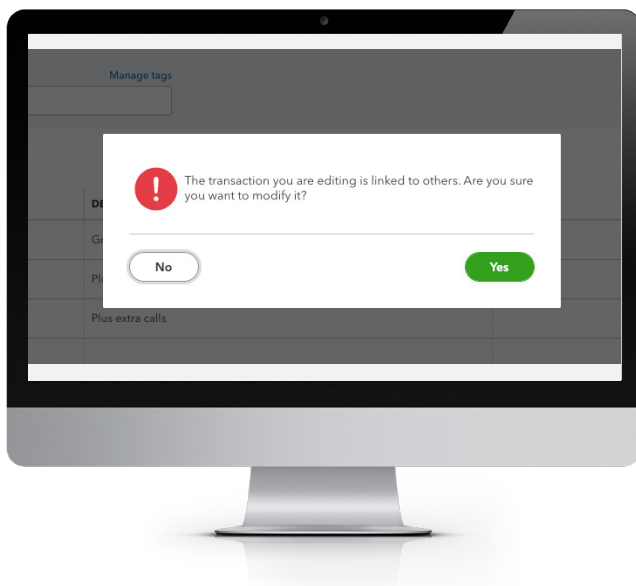 Manage tags
The transaction you are editing is linked to others. Are you sure
you want to modify it?
No
Yes
Plus extra calls